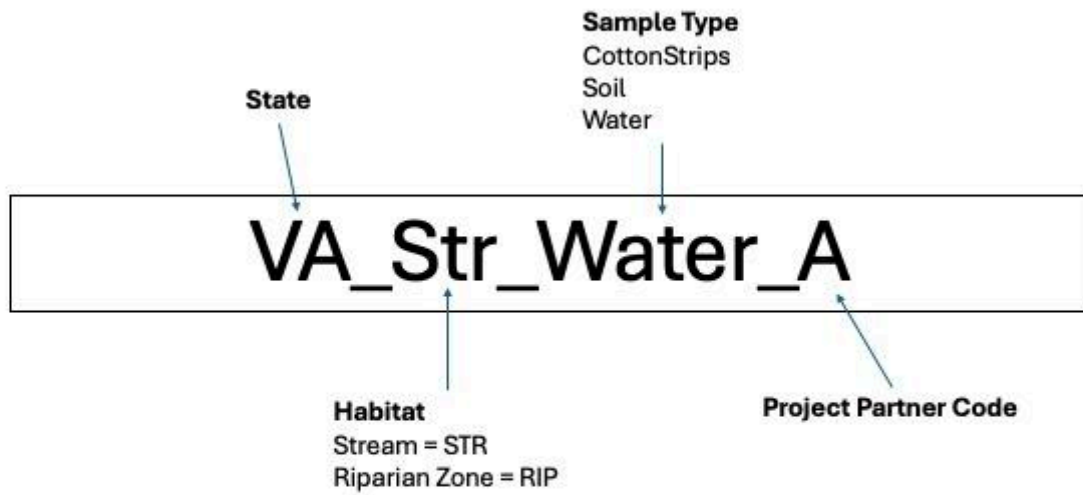 Sample Type
CottonStrips
Soil
Water
State
VA_Str_Water_A
Habitat
Stream = STR
Riparian Zone = RIP
Project Partner Code